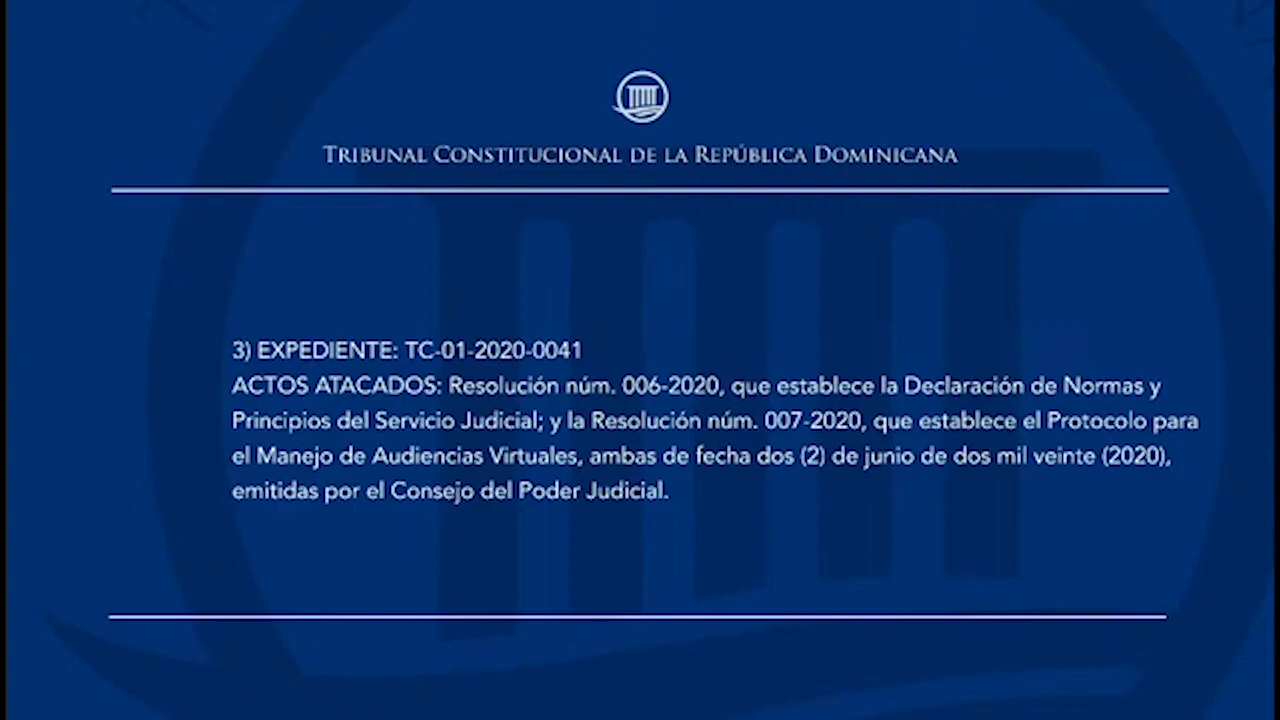 TRIBUNAL CONSTITUCIONAL DE LA REPÚBLICA DOMINICANA
3) EXPEDIENTE: TC-01-2020-0041
ACTOS ATACADOS: Resolución núm. 006-2020, que establece la Declaración de Normas y
Principios del Servicio Judicial; y la Resolución núm. 007-2020, que establece el Protocolo para
el Manejo de Audiencias Virtuales, ambas de fecha dos (2) de junio de dos mil veinte (2020),
emitidas por el Consejo del Poder Judicial.